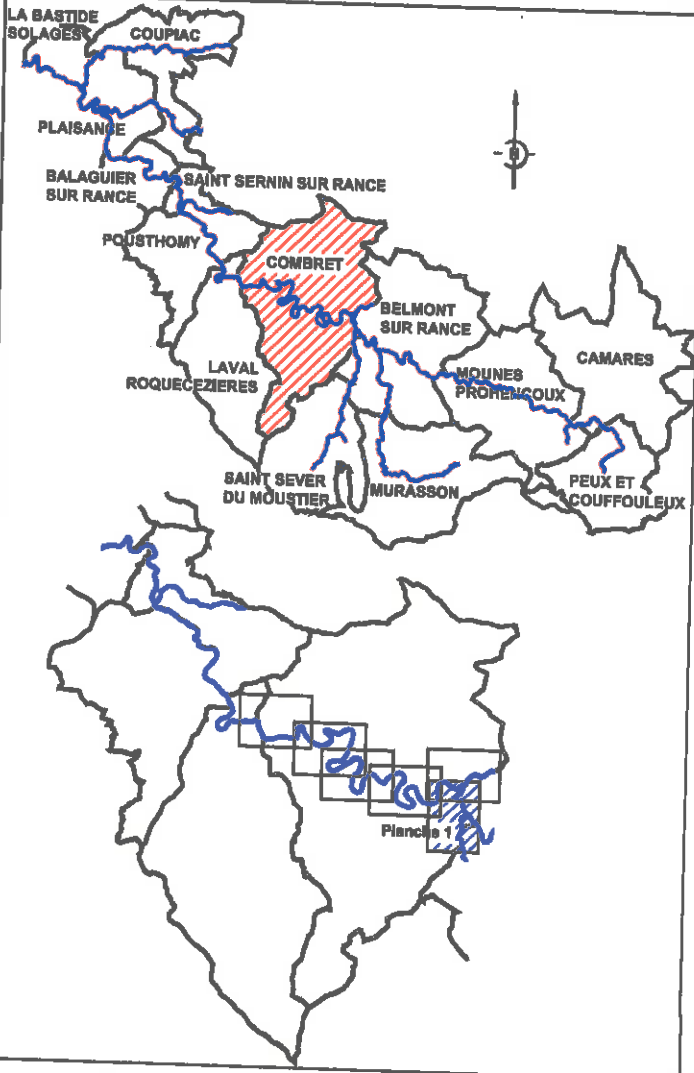 LA BASTIDE
SOLAGES
COUPIAC
PLAISANCE
BALAGUIER
SUR RANCE
SAINT SERNIN SUR RANCE
POUSTHOMY
COMBRET
BELMONT
SUR RANCE
CAMARES
LAVAL
ROQUECEZIERES
MOUNES
PROHENCOUX
SAINT SEVER
DU MOUSTIER
MURASSON
PEUX ET
COUFFOULEUX
N
Planche 1